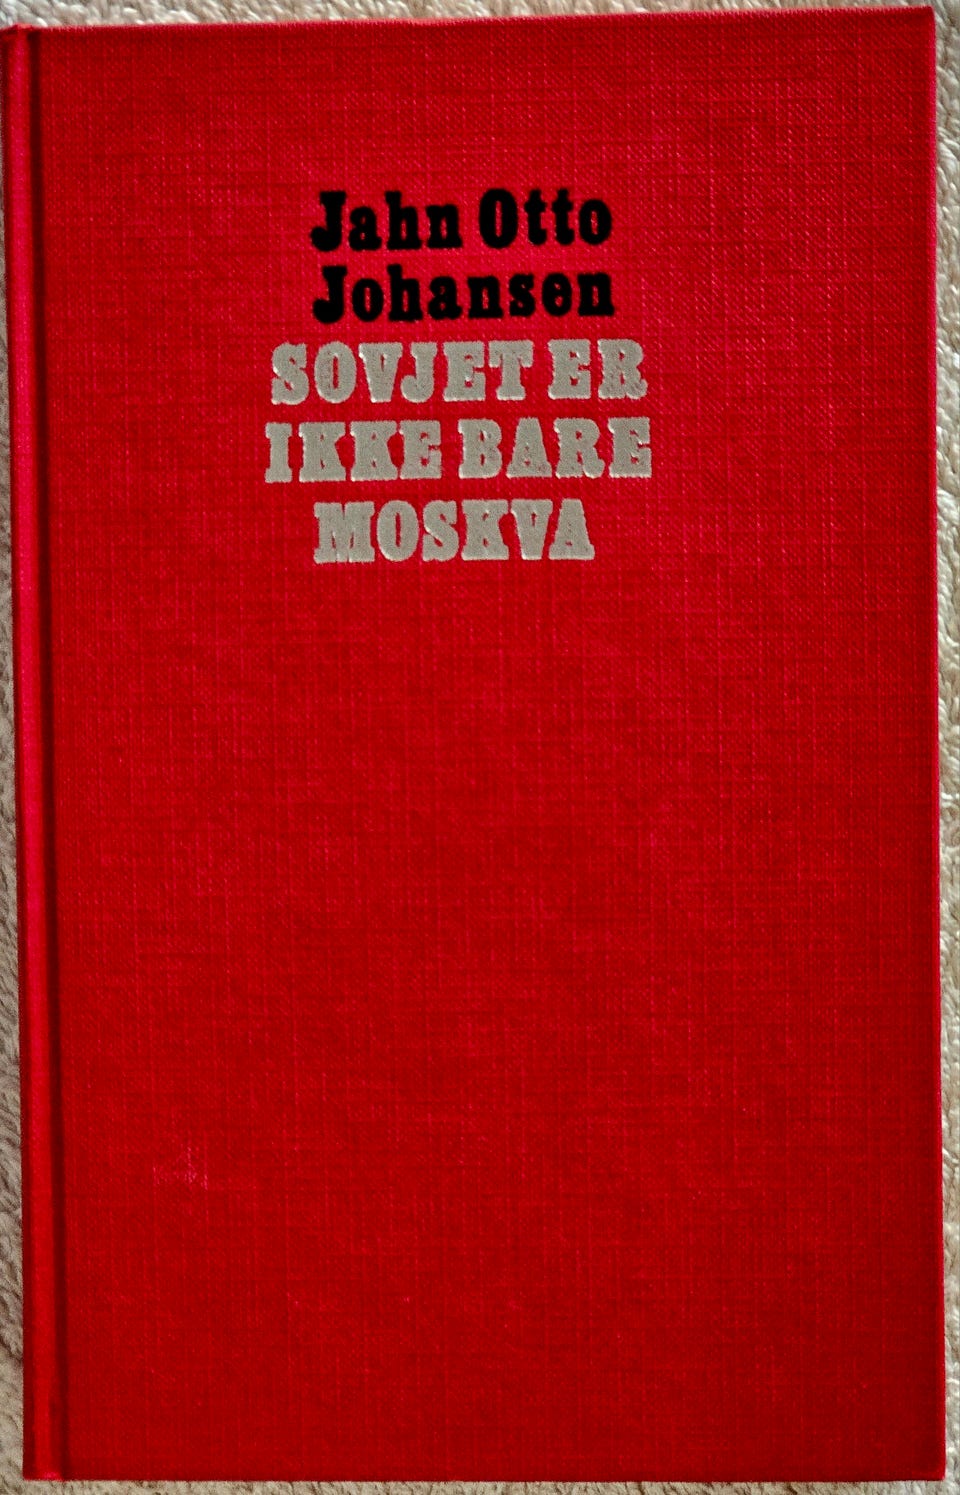 Jahn Otto
Johansen
SOVJET ER
IKKE BARE
MOSKVA